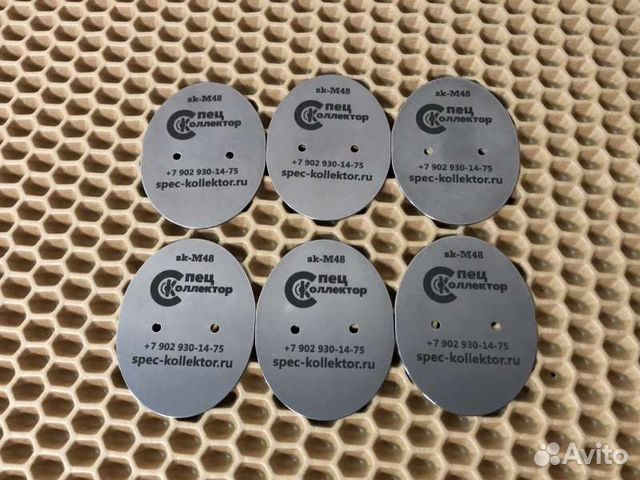 sk-M48
Спец
Коллектор
+7 902 930-14-75
spec-kollektor.ru
sk-M48
Спец
Коллектор
+7 902 930-14-75
spec-kollektor.ru
sk-M48
Спец
Коллектор
+7 902 930-14-75
spec-kollektor.ru
sk-M48
Спец
Коллектор
+7 902 930-14-75
spec-kollektor.ru
sk-M48
Спец
Коллектор
+7 902 930-14-75
spec-kollektor.ru
sk-M48
Спец
Коллектор
+7 902 930-14-75
spec-kollektor.ru
Avito